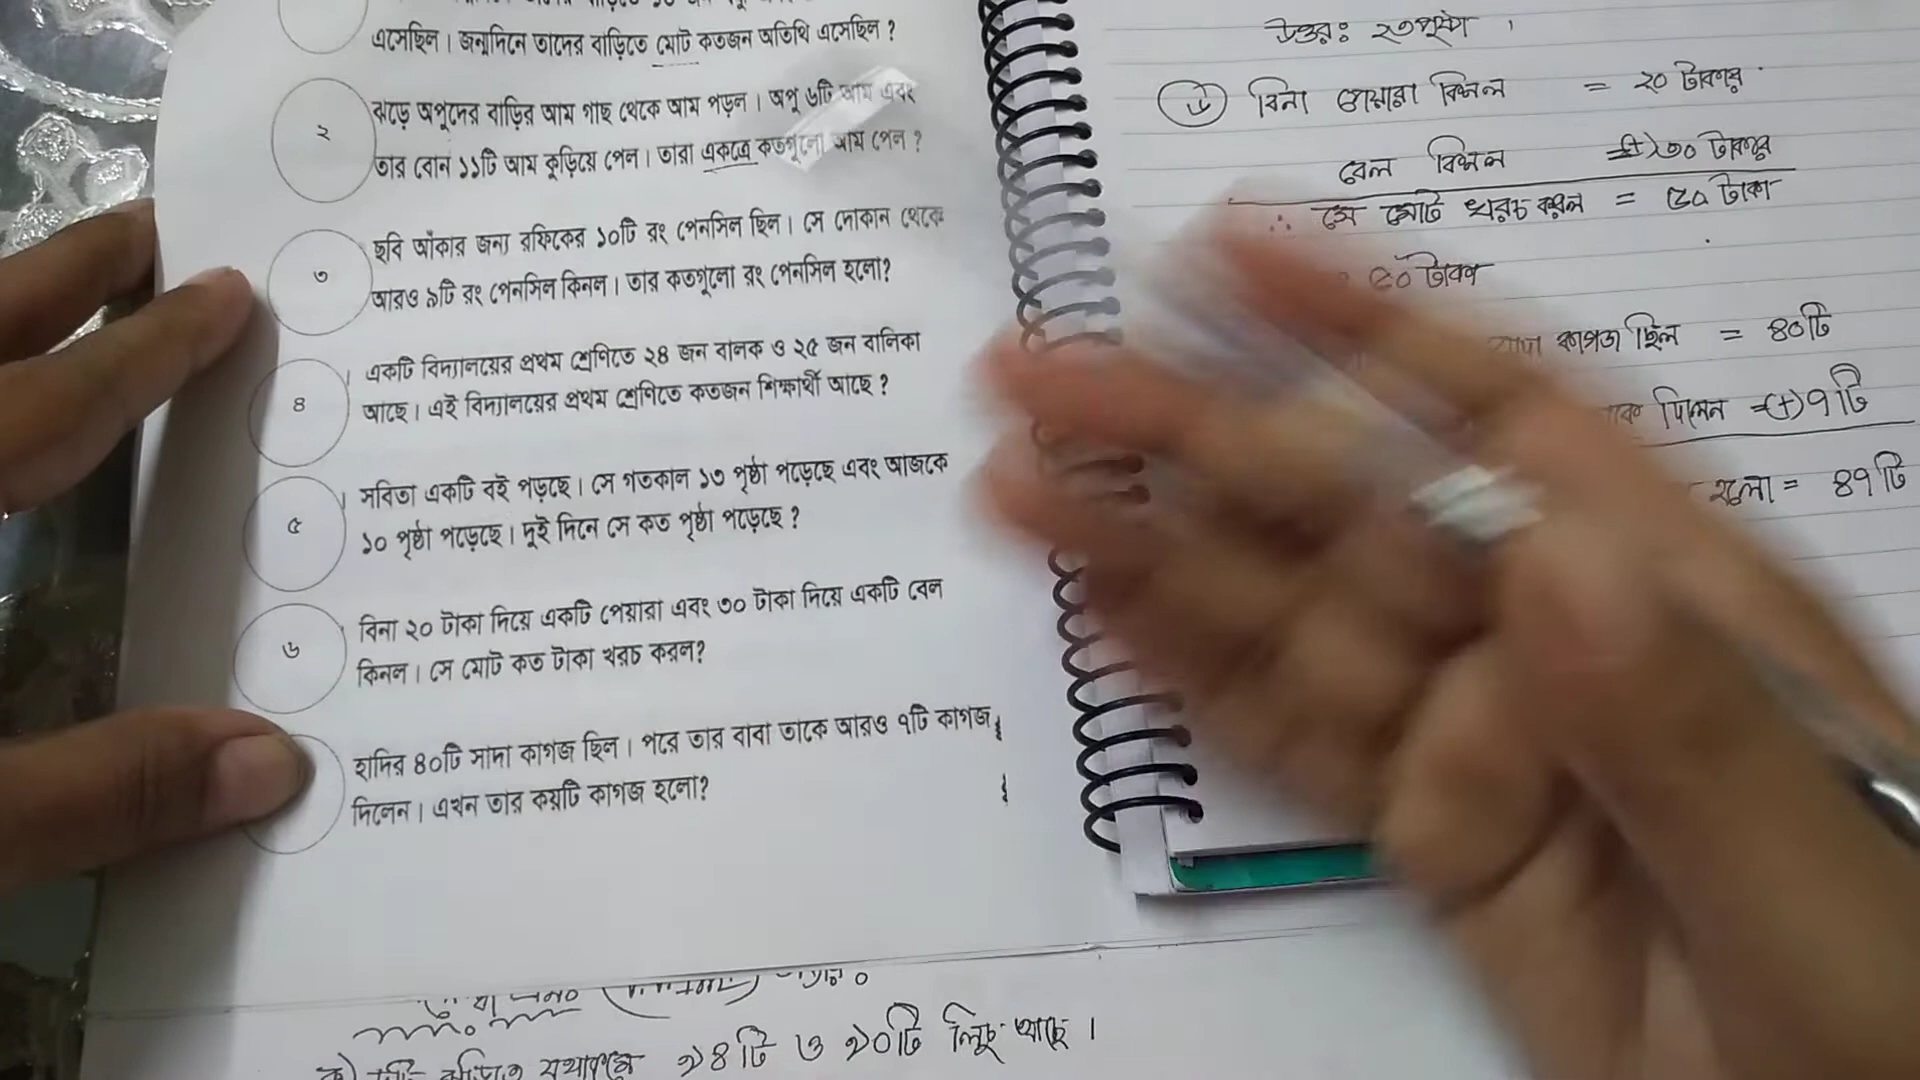 এসেছিল। জন্মদিনে তাদের বাড়িতে মোট কতজন অতিথি এসেছিল?
২
ঝড়ে অপুদের বাড়ির আম গাছ থেকে আম পড়ল। অপু ৬টি আম এবং
তার বোন ১১টি আম কুড়িয়ে পেল। তারা একত্রে কতগুলো আম পেল?
৩
ছবি আঁকার জন্য রফিকের ১০টি রং পেনসিল ছিল। সে দোকান থেকে
আরও ৯টি রং পেনসিল কিনল। তার কতগুলো রং পেনসিল হলো?
৪
একটি বিদ্যালয়ের প্রথম শ্রেণিতে ২৪ জন বালক ও ২৫ জন বালিকা
আছে। এই বিদ্যালয়ের প্রথম শ্রেণিতে কতজন শিক্ষার্থী আছে?
৫
সবিতা একটি বই পড়ছে। সে গতকাল ১৩ পৃষ্ঠা পড়েছে এবং আজকে
১০ পৃষ্ঠা পড়েছে। দুই দিনে সে কত পৃষ্ঠা পড়েছে?
৬
বিনা ২০ টাকা দিয়ে একটি পেয়ারা এবং ৩০ টাকা দিয়ে একটি বেল
কিনল। সে মোট কত টাকা খরচ করল?
হাদির ৪০টি সাদা কাগজ ছিল। পরে তার বাবা তাকে আরও ৭টি কাগজ
দিলেন। এখন তার কয়টি কাগজ হলো?
উত্তরঃ ২৩ পৃষ্ঠা ।
৬ বিনা পেয়ারা কিনল = ২০ টাকার
বেল কিনল = (+) ৩০ টাকার
∴ সে মোট খরচ করল = ৫০ টাকা
৫০ টাকা
কাগজ ছিল = ৪০টি
দিলেন = (+) ৭টি
হলো = ৪৭টি
২৪টি ও ২০টি লিচু আছে।